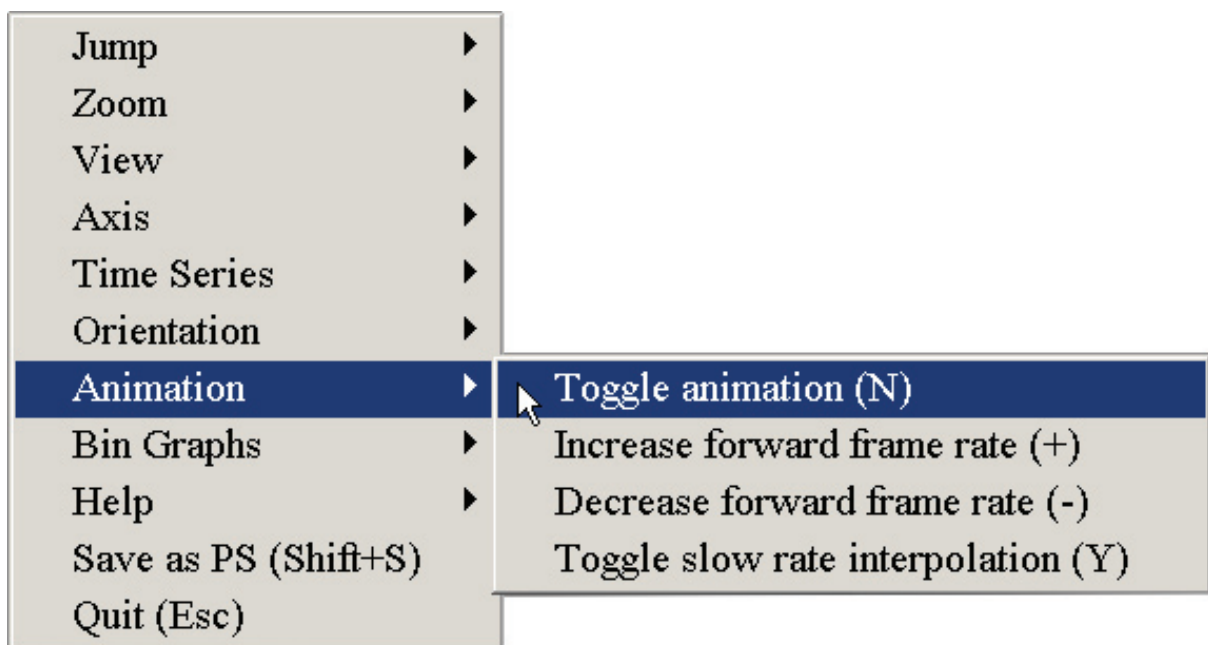 Jump
Zoom
View
Axis
Time Series
Orientation
Animation
Bin Graphs
Help
Save as PS (Shift+S)
Quit (Esc)
Toggle animation (N)
Increase forward frame rate (+)
Decrease forward frame rate (-)
Toggle slow rate interpolation (Y)